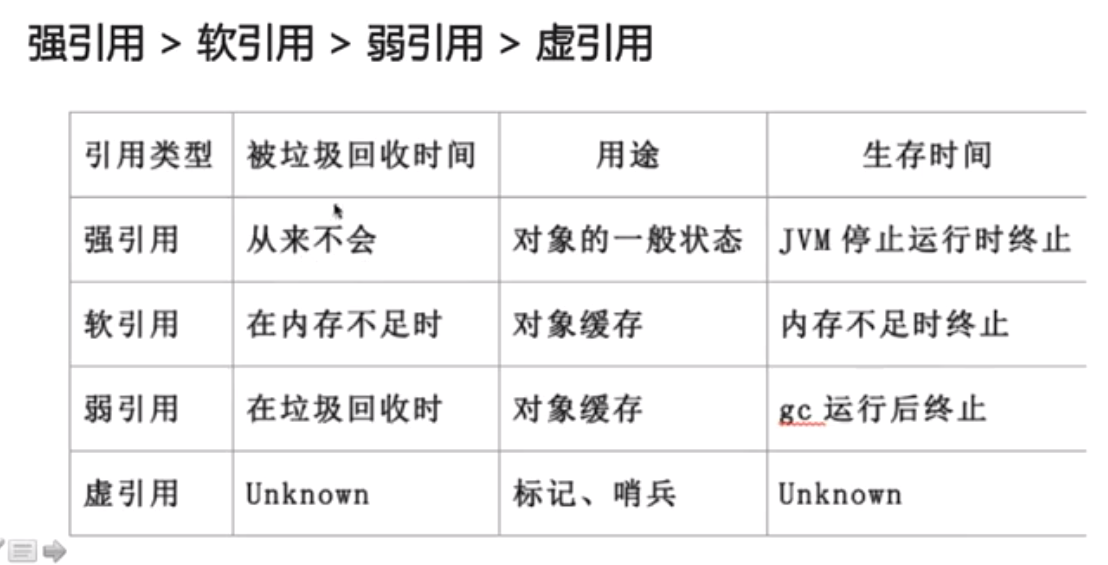 强引用 > 软引用 > 弱引用 > 虚引用
引用类型 被垃圾回收时间 用途 生存时间
强引用 从来不会 对象的一般状态 JVM 停止运行时终止
软引用 在内存不足时 对象缓存 内存不足时终止
弱引用 在垃圾回收时 对象缓存 gc 运行后终止
虚引用 Unknown 标记、哨兵 Unknown